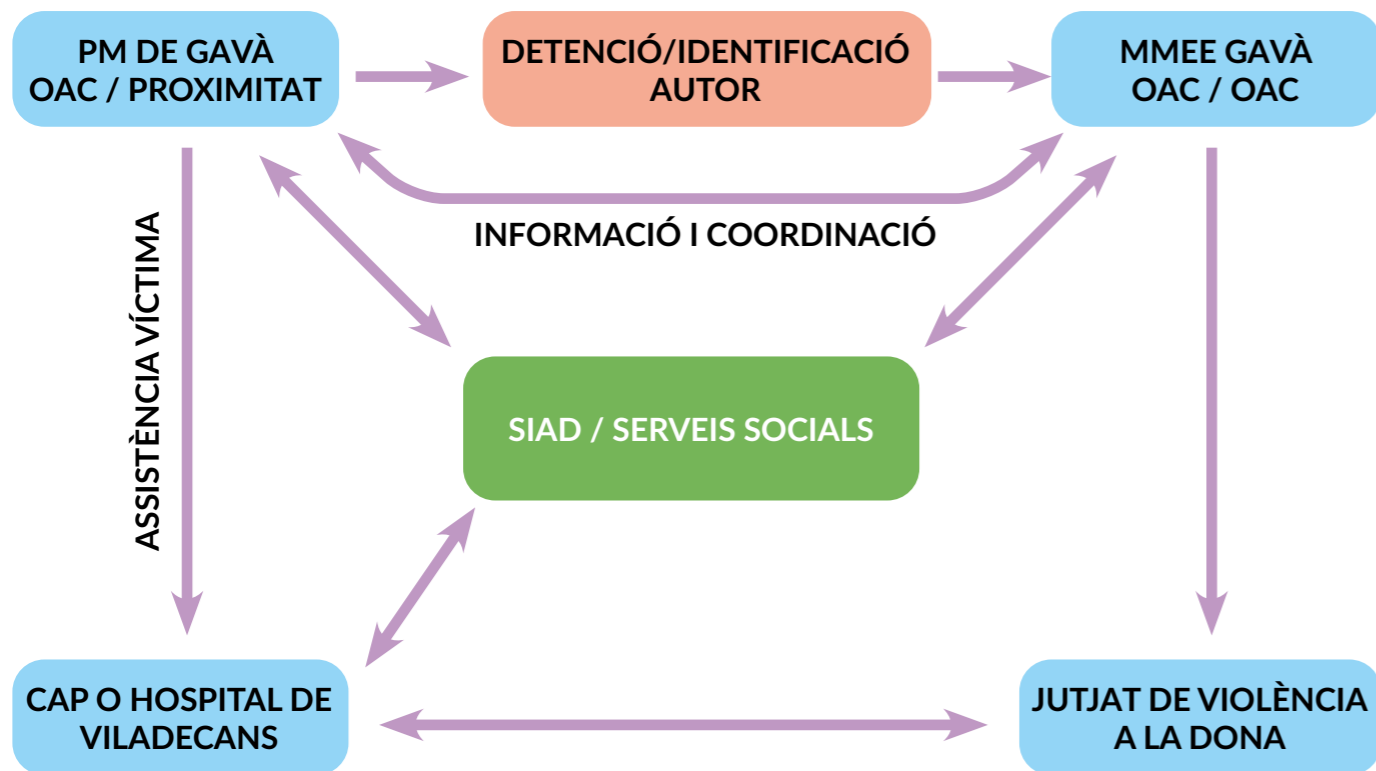 PM DE GAVÀ
OAC / PROXIMITAT
DETENCIÓ/IDENTIFICACIÓ
AUTOR
MMEE GAVÀ
OAC / OAC
INFORMACIÓ I COORDINACIÓ
ASSISTÈNCIA VÍCTIMA
SIAD / SERVEIS SOCIALS
CAP O HOSPITAL DE
VILADECANS
JUTJAT DE VIOLÈNCIA
A LA DONA